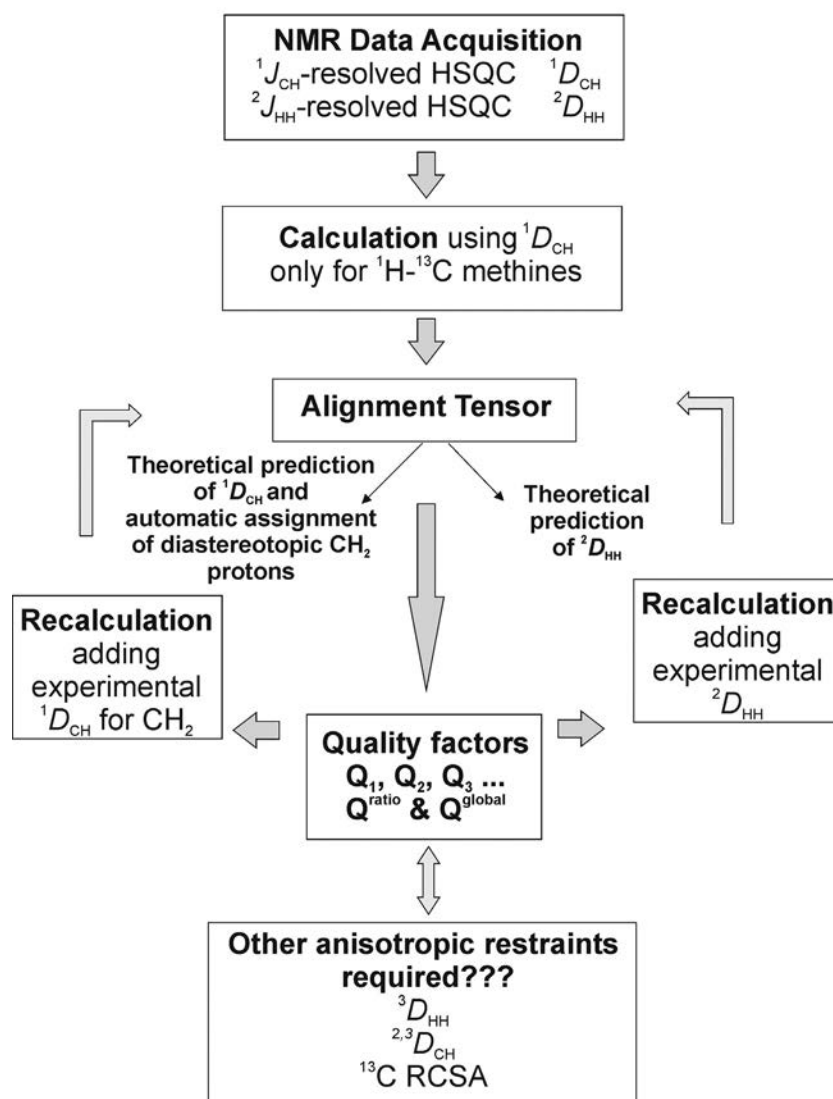 NMR Data Acquisition
¹J_CH-resolved HSQC ¹D_CH
²J_HH-resolved HSQC ²D_HH
Calculation using ¹D_CH
only for ¹H-¹³C methines
Alignment Tensor
Theoretical prediction
of ¹D_CH and
automatic assignment
of diastereotopic CH₂
protons
Theoretical
prediction
of ²D_HH
Recalculation
adding
experimental
¹D_CH for CH₂
Recalculation
adding
experimental
²D_HH
Quality factors
Q₁, Q₂, Q₃ ...
Q^ratio & Q^global
Other anisotropic restraints
required???
³D_HH
²,³D_CH
¹³C RCSA